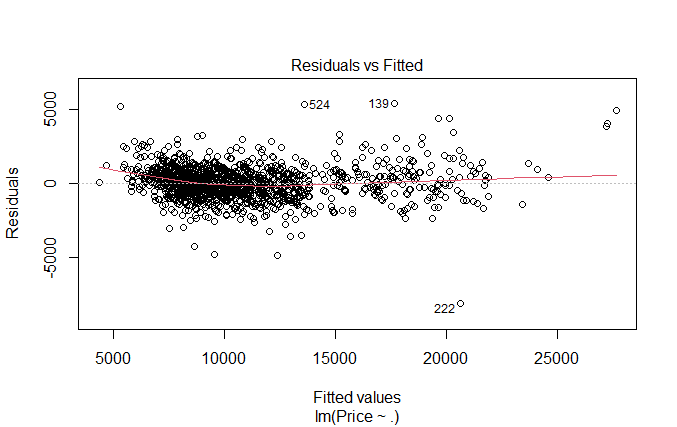 Residuals vs Fitted
Residuals
5000
0
-5000
524
139
222
5000
10000
15000
20000
25000
Fitted values
lm(Price ~ .)